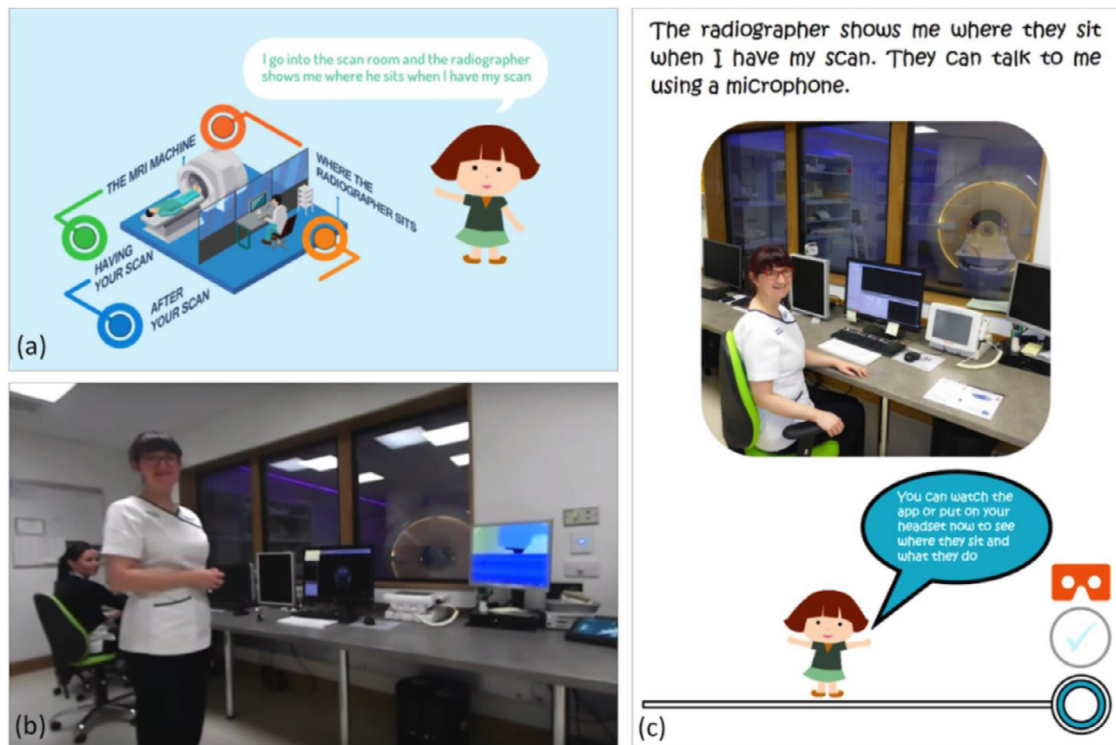 I go into the scan room and the radiographer
shows me where he sits when I have my scan
THE MRI MACHINE
WHERE THE
RADIOGRAPHER SITS
HAVING
YOUR SCAN
AFTER
YOUR SCAN
(a)
(b)
The radiographer shows me where they sit
when I have my scan. They can talk to me
using a microphone.
You can watch the
app or put on your
headset now to see
where they sit and
what they do
(c)